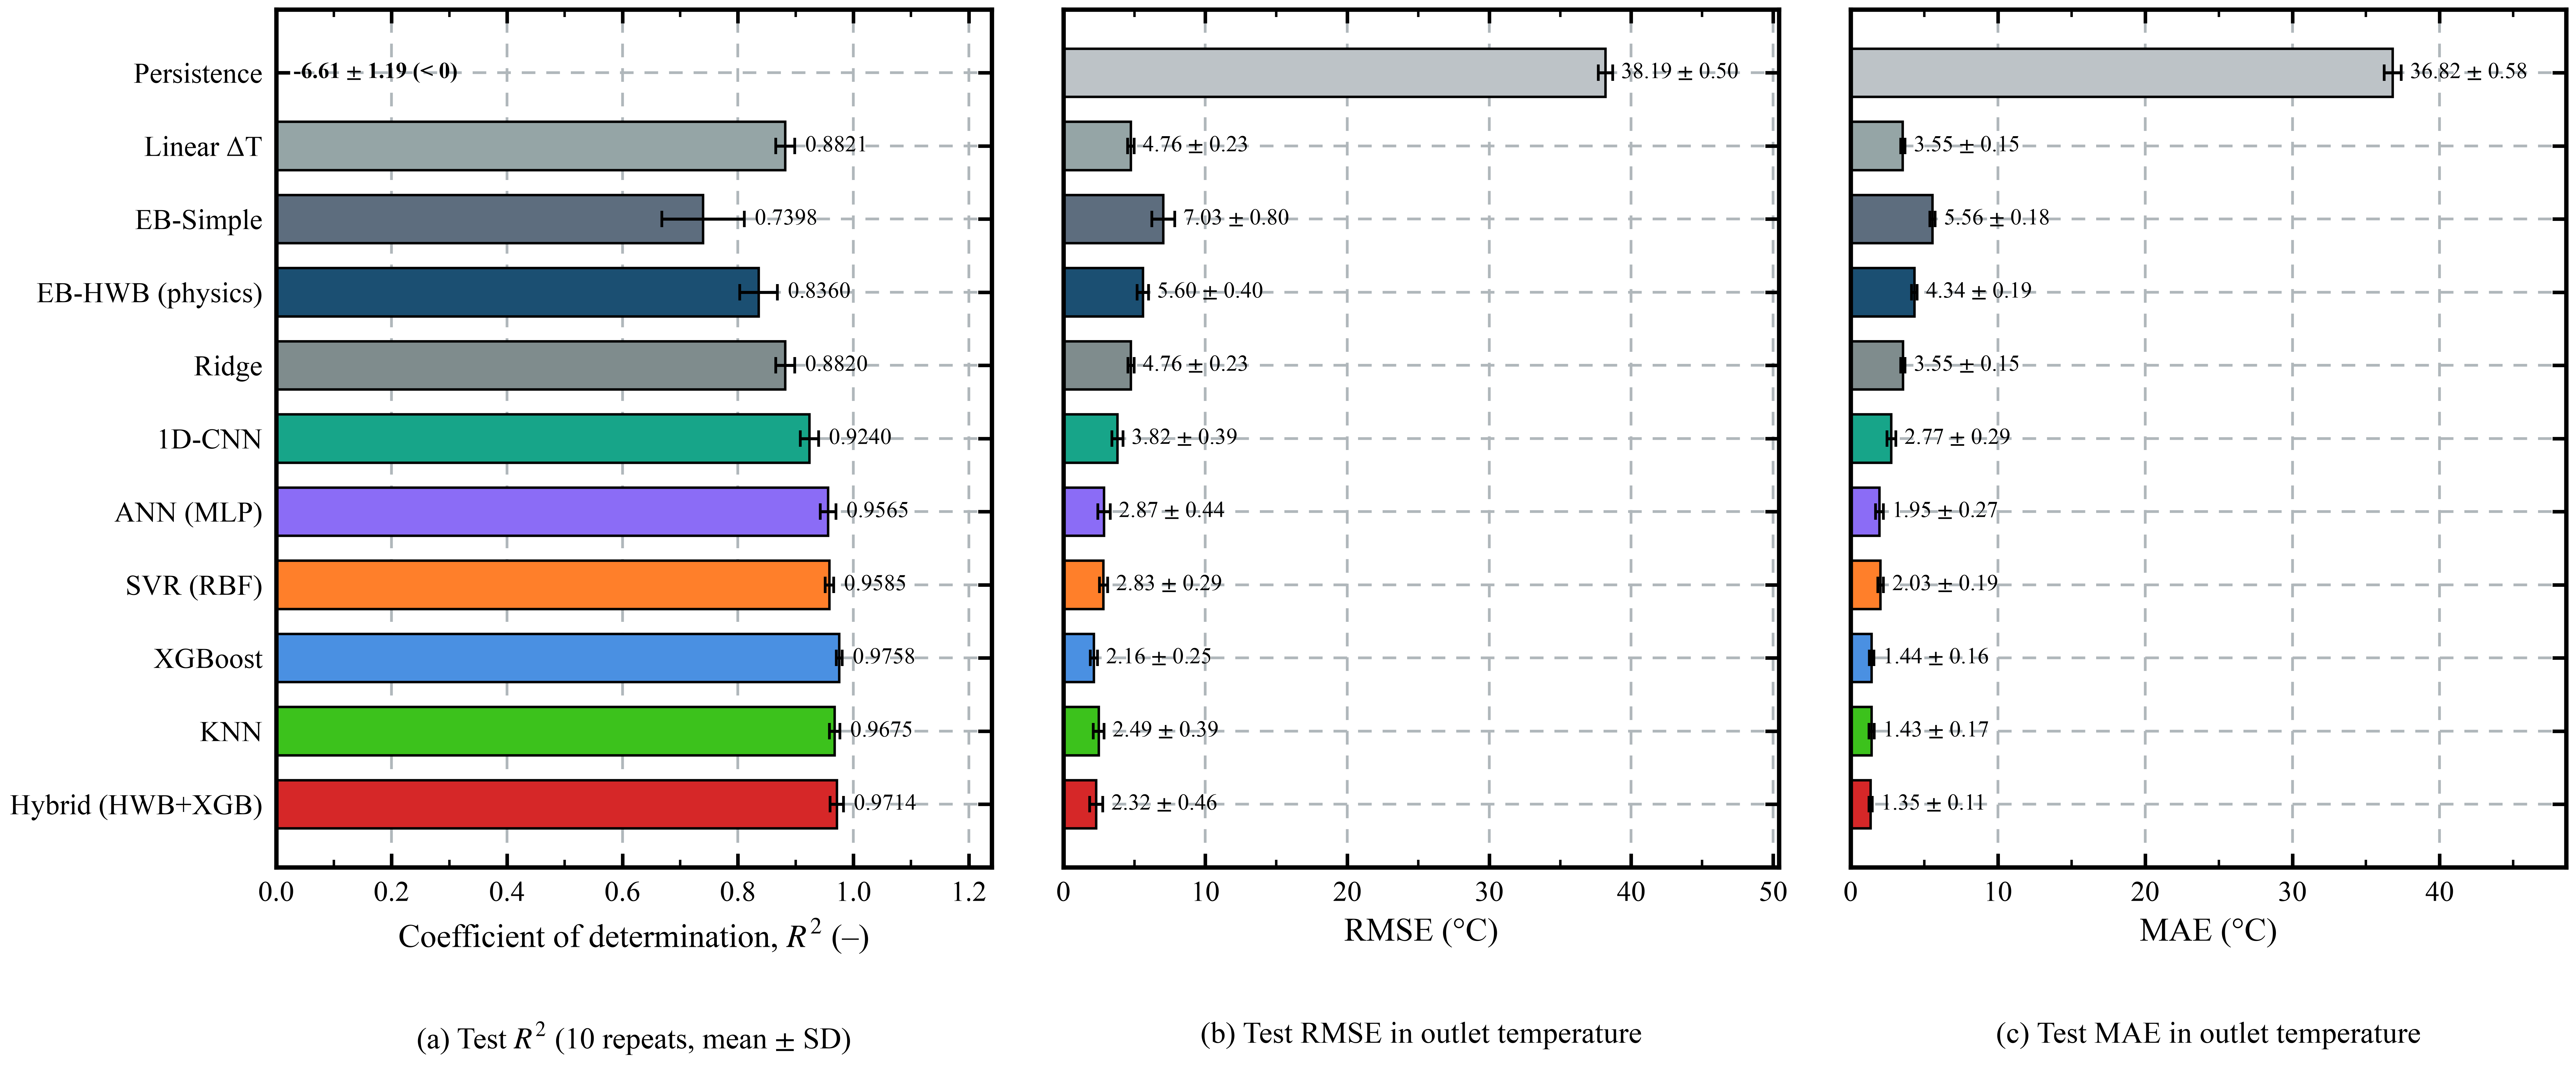 Persistence
Linear ΔT
EB-Simple
EB-HWB (physics)
Ridge
1D-CNN
ANN (MLP)
SVR (RBF)
XGBoost
KNN
Hybrid (HWB+XGB)
-6.61 ± 1.19 (< 0)
0.8821
0.7398
0.8360
0.8820
0.9240
0.9565
0.9585
0.9758
0.9675
0.9714
0.0 0.2 0.4 0.6 0.8 1.0 1.2
Coefficient of determination, R² (–)
(a) Test R² (10 repeats, mean ± SD)
38.19 ± 0.50
4.76 ± 0.23
7.03 ± 0.80
5.60 ± 0.40
4.76 ± 0.23
3.82 ± 0.39
2.87 ± 0.44
2.83 ± 0.29
2.16 ± 0.25
2.49 ± 0.39
2.32 ± 0.46
0 10 20 30 40 50
RMSE (°C)
(b) Test RMSE in outlet temperature
36.82 ± 0.58
3.55 ± 0.15
5.56 ± 0.18
4.34 ± 0.19
3.55 ± 0.15
2.77 ± 0.29
1.95 ± 0.27
2.03 ± 0.19
1.44 ± 0.16
1.43 ± 0.17
1.35 ± 0.11
0 10 20 30 40
MAE (°C)
(c) Test MAE in outlet temperature